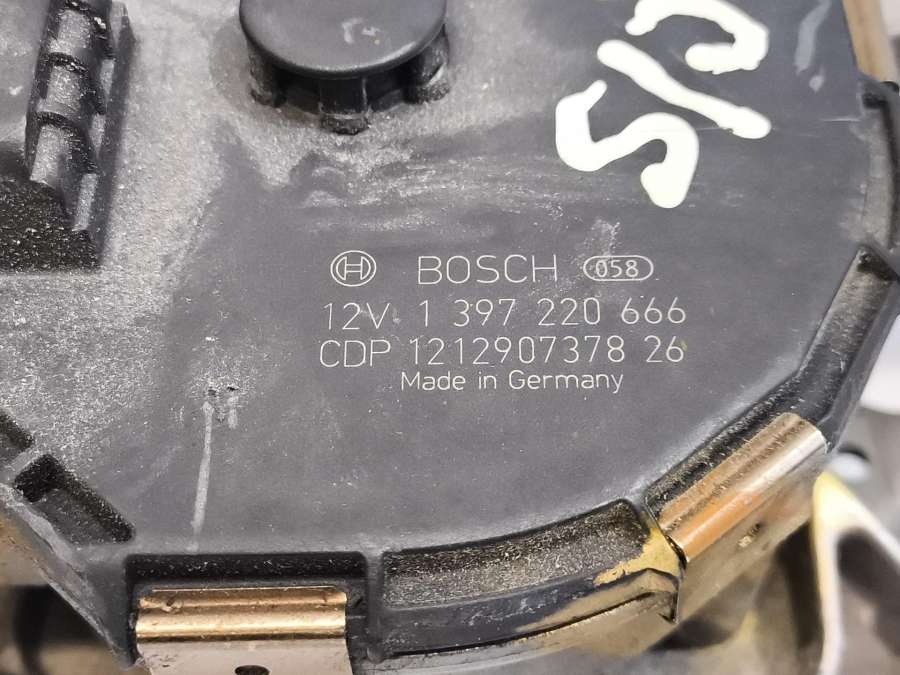 BOSCH 058
12V 1 397 220 666
CDP 1212907378 26
Made in Germany